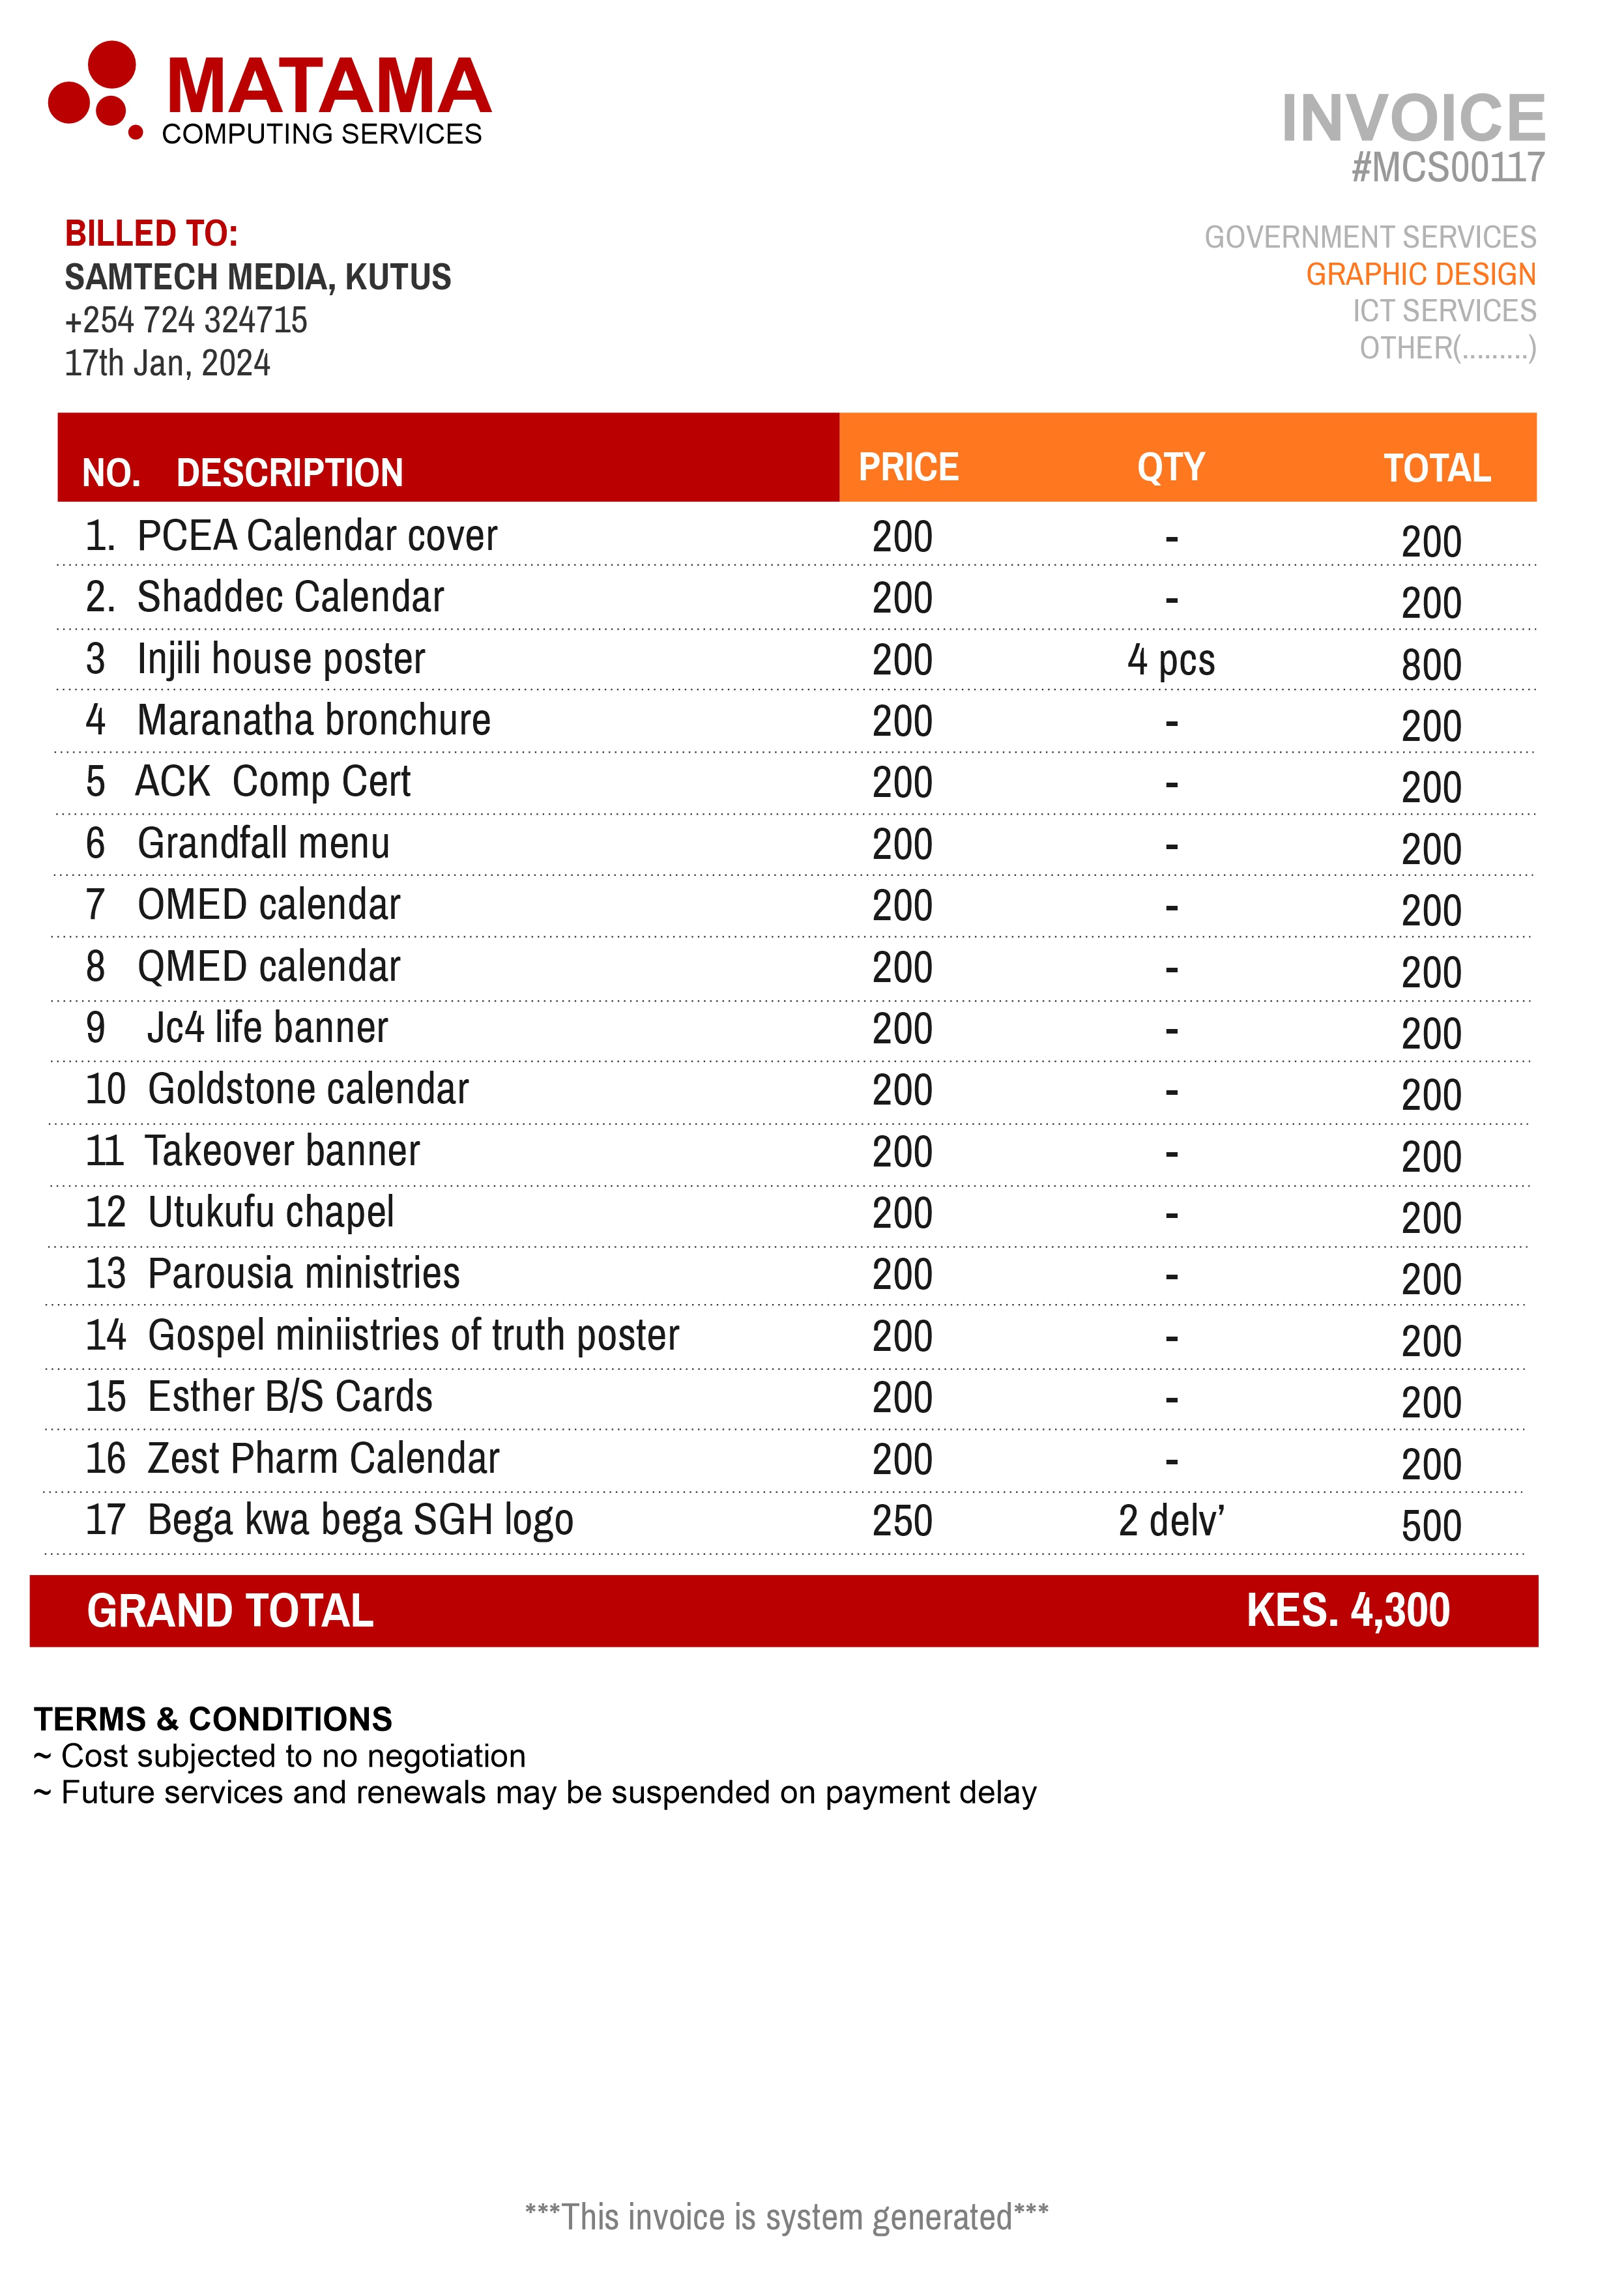 MATAMA
COMPUTING SERVICES
INVOICE
#MCS00117
BILLED TO:
SAMTECH MEDIA, KUTUS
+254 724 324715
17th Jan, 2024
GOVERNMENT SERVICES
GRAPHIC DESIGN
ICT SERVICES
OTHER(.........)
NO. DESCRIPTION PRICE QTY TOTAL
1. PCEA Calendar cover 200 - 200
2. Shaddec Calendar 200 - 200
3 Injili house poster 200 4 pcs 800
4 Maranatha bronchure 200 - 200
5 ACK Comp Cert 200 - 200
6 Grandfall menu 200 - 200
7 OMED calendar 200 - 200
8 QMED calendar 200 - 200
9 Jc4 life banner 200 - 200
10 Goldstone calendar 200 - 200
11 Takeover banner 200 - 200
12 Utukufu chapel 200 - 200
13 Parousia ministries 200 - 200
14 Gospel miniistries of truth poster 200 - 200
15 Esther B/S Cards 200 - 200
16 Zest Pharm Calendar 200 - 200
17 Bega kwa bega SGH logo 250 2 delv’ 500
GRAND TOTAL KES. 4,300
TERMS & CONDITIONS
~ Cost subjected to no negotiation
~ Future services and renewals may be suspended on payment delay
***This invoice is system generated***